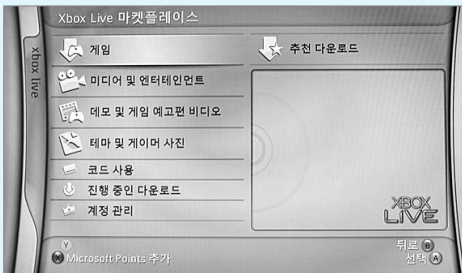 Xbox Live 마켓플레이스
xbox live
게임
미디어 및 엔터테인먼트
데모 및 게임 예고편 비디오
테마 및 게이머 사진
코드 사용
진행 중인 다운로드
계정 관리
추천 다운로드
XBOX
LIVE
Y
X Microsoft Points 추가
뒤로 B
선택 A